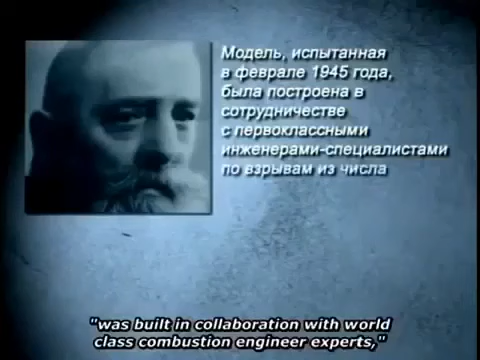 Модель, испытанная
в феврале 1945 года,
была построена в
сотрудничестве
с первоклассными
инженерами-специалистами
по взрывам из числа
"was built in collaboration with world
class combustion engineer experts,"